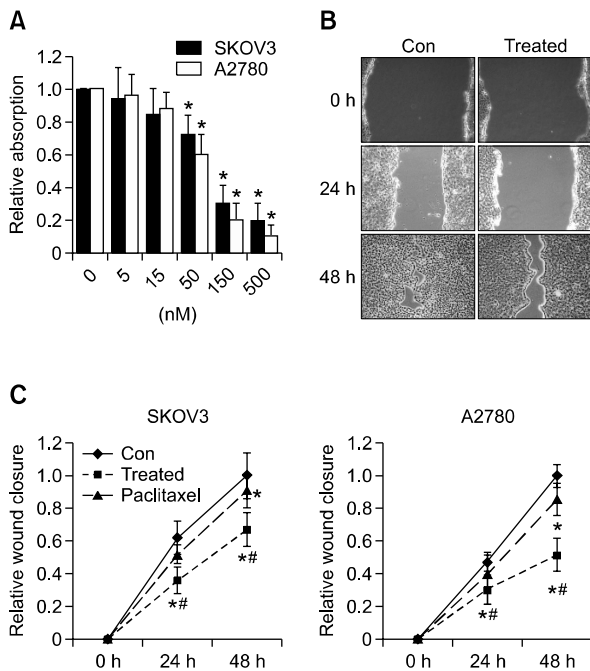 A
SKOV3
A2780
Relative absorption
1.2
1.0
0.8
0.6
0.4
0.2
0
* * * * * *
0 5 15 50 150 500
(nM)
B
Con Treated
0 h
24 h
48 h
C
SKOV3
Relative wound closure
1.2
1.0
0.8
0.6
0.4
0.2
0
Con
Treated
Paclitaxel
*
*#
*#
0 h 24 h 48 h
A2780
Relative wound closure
1.2
1.0
0.8
0.6
0.4
0.2
0
*
*#
*#
0 h 24 h 48 h